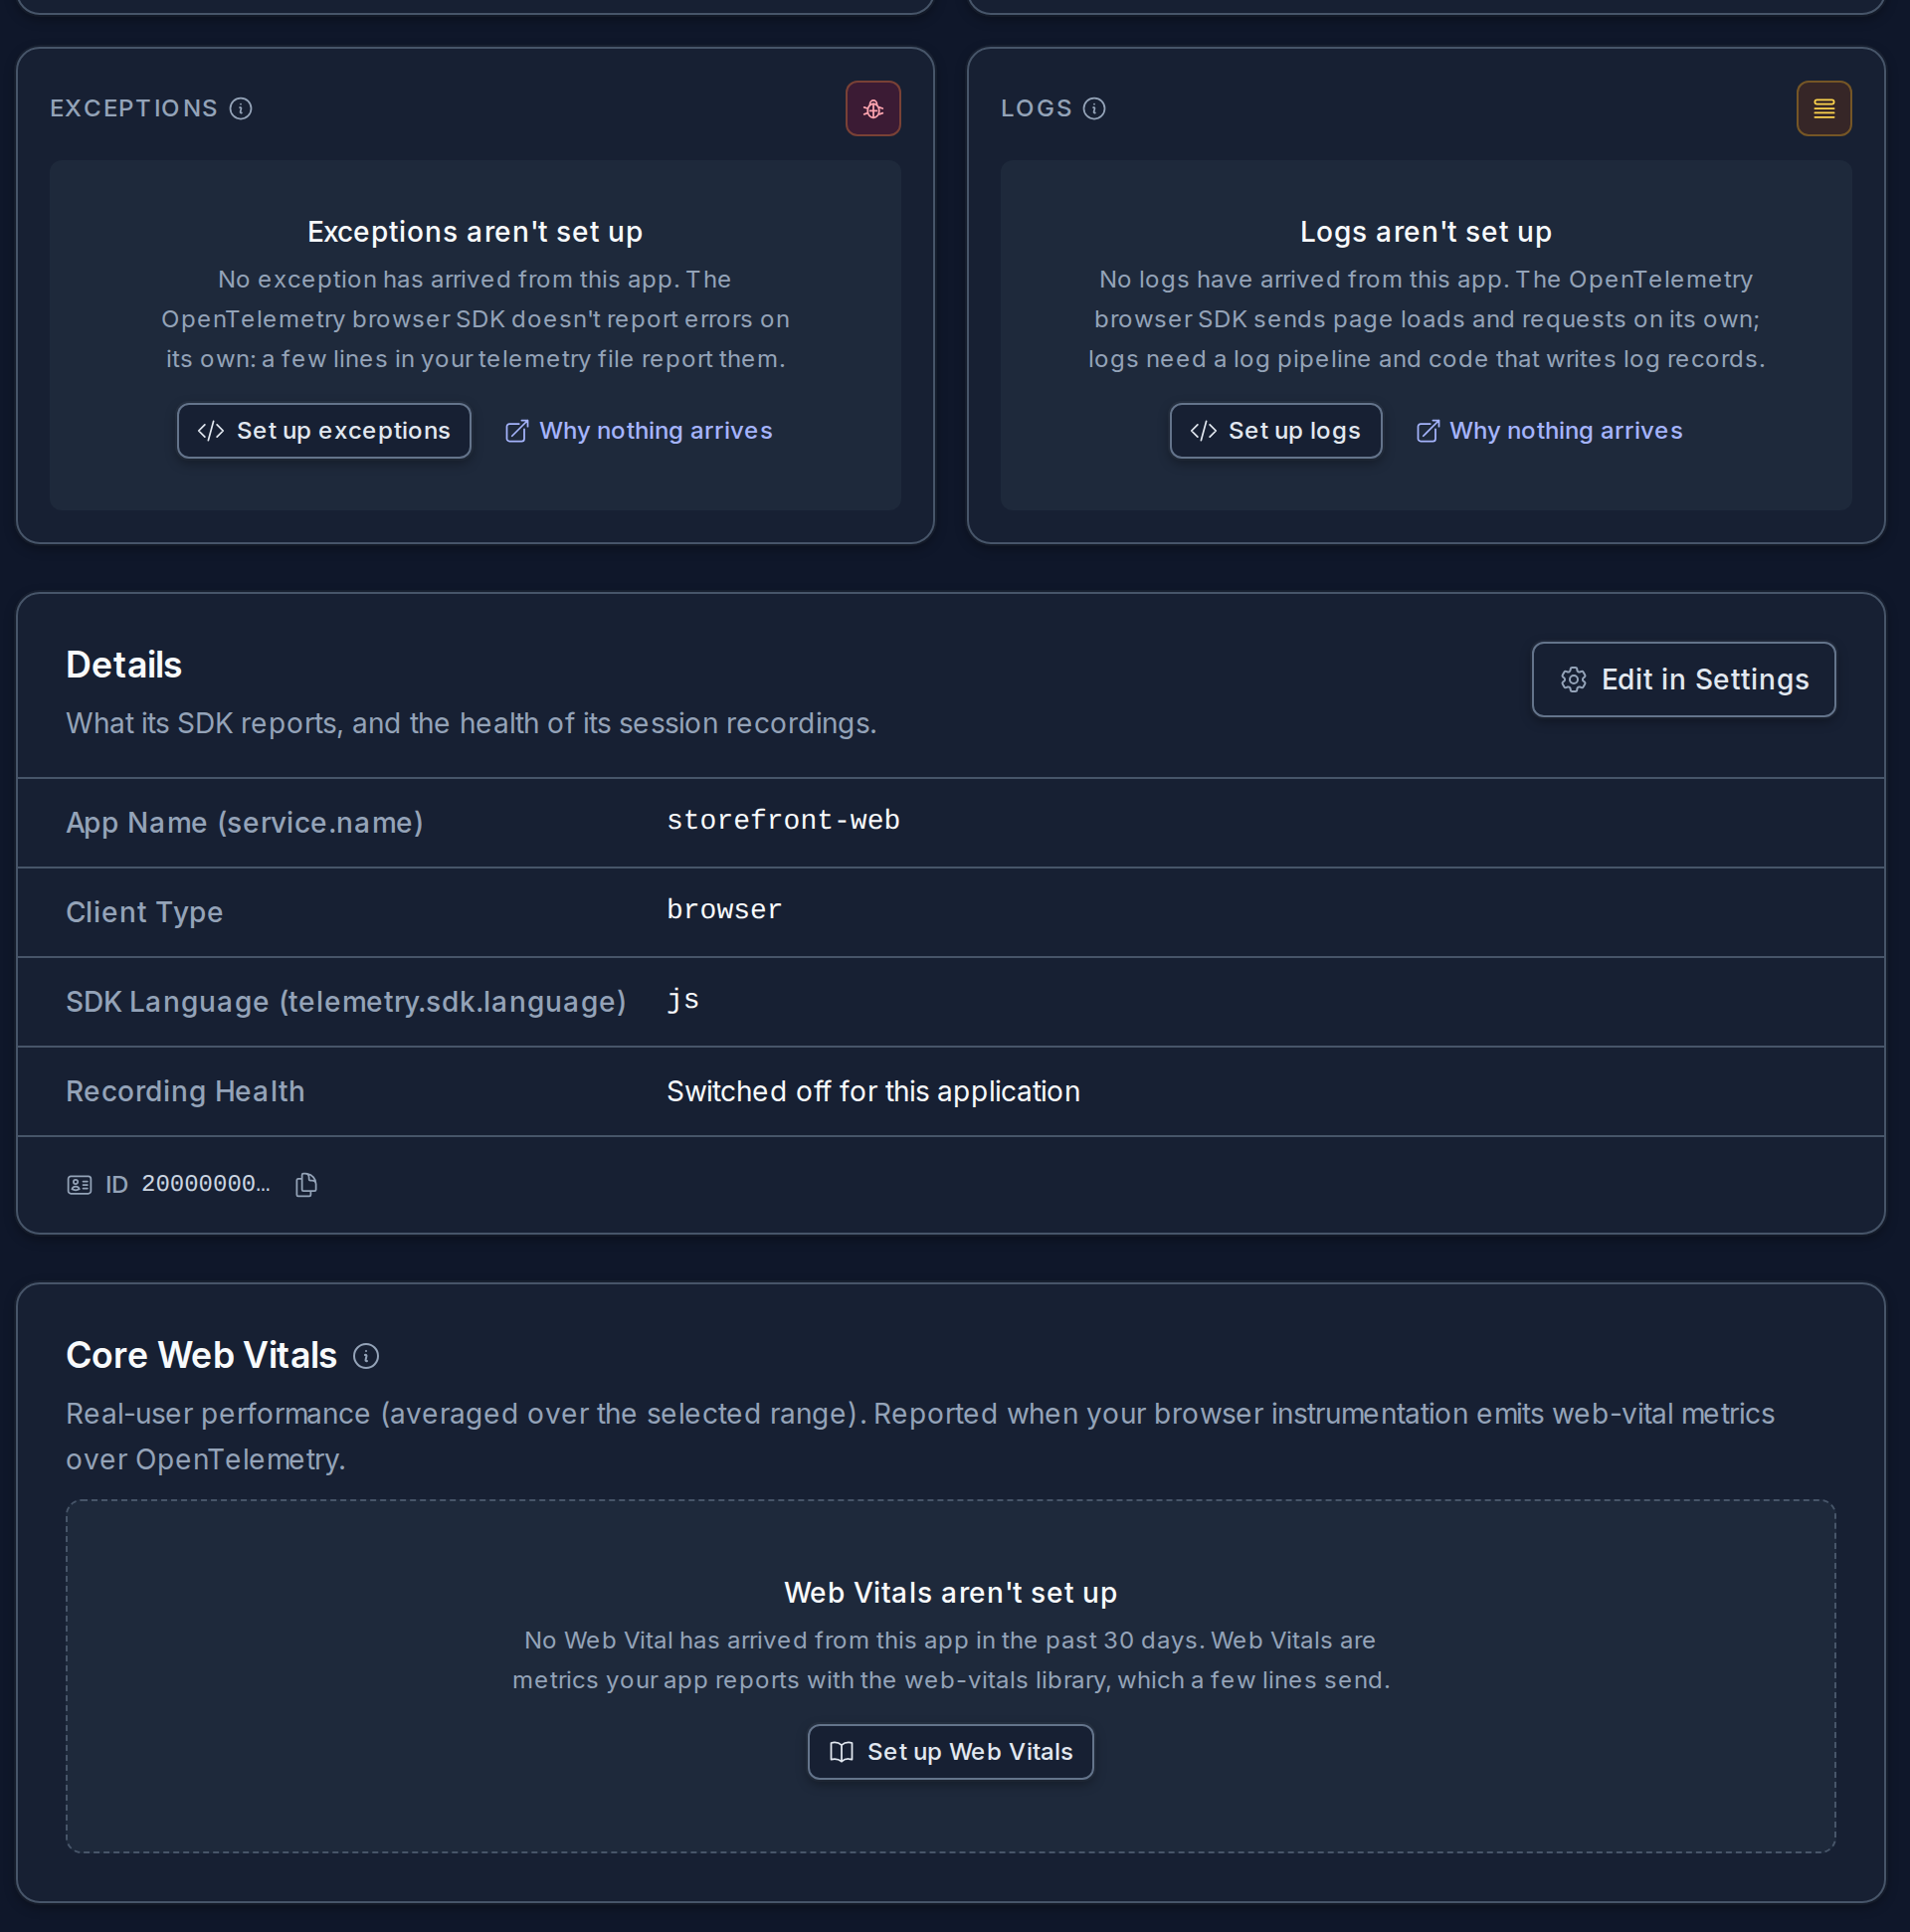 EXCEPTIONS
Exceptions aren't set up
No exception has arrived from this app. The
OpenTelemetry browser SDK doesn't report errors on
its own: a few lines in your telemetry file report them.
Set up exceptions
Why nothing arrives
LOGS
Logs aren't set up
No logs have arrived from this app. The OpenTelemetry
browser SDK sends page loads and requests on its own;
logs need a log pipeline and code that writes log records.
Set up logs
Why nothing arrives
Details
What its SDK reports, and the health of its session recordings.
Edit in Settings
App Name (service.name)
storefront-web
Client Type
browser
SDK Language (telemetry.sdk.language)
js
Recording Health
Switched off for this application
ID 20000000…
Core Web Vitals
Real-user performance (averaged over the selected range). Reported when your browser instrumentation emits web-vital metrics
over OpenTelemetry.
Web Vitals aren't set up
No Web Vital has arrived from this app in the past 30 days. Web Vitals are
metrics your app reports with the web-vitals library, which a few lines send.
Set up Web Vitals